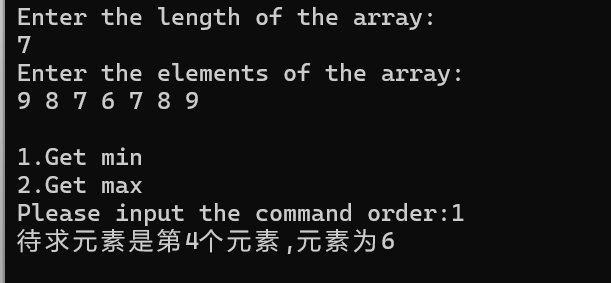 Enter the length of the array:
7
Enter the elements of the array:
9 8 7 6 7 8 9
1.Get min
2.Get max
Please input the command order:1
待求元素是第4个元素,元素为6